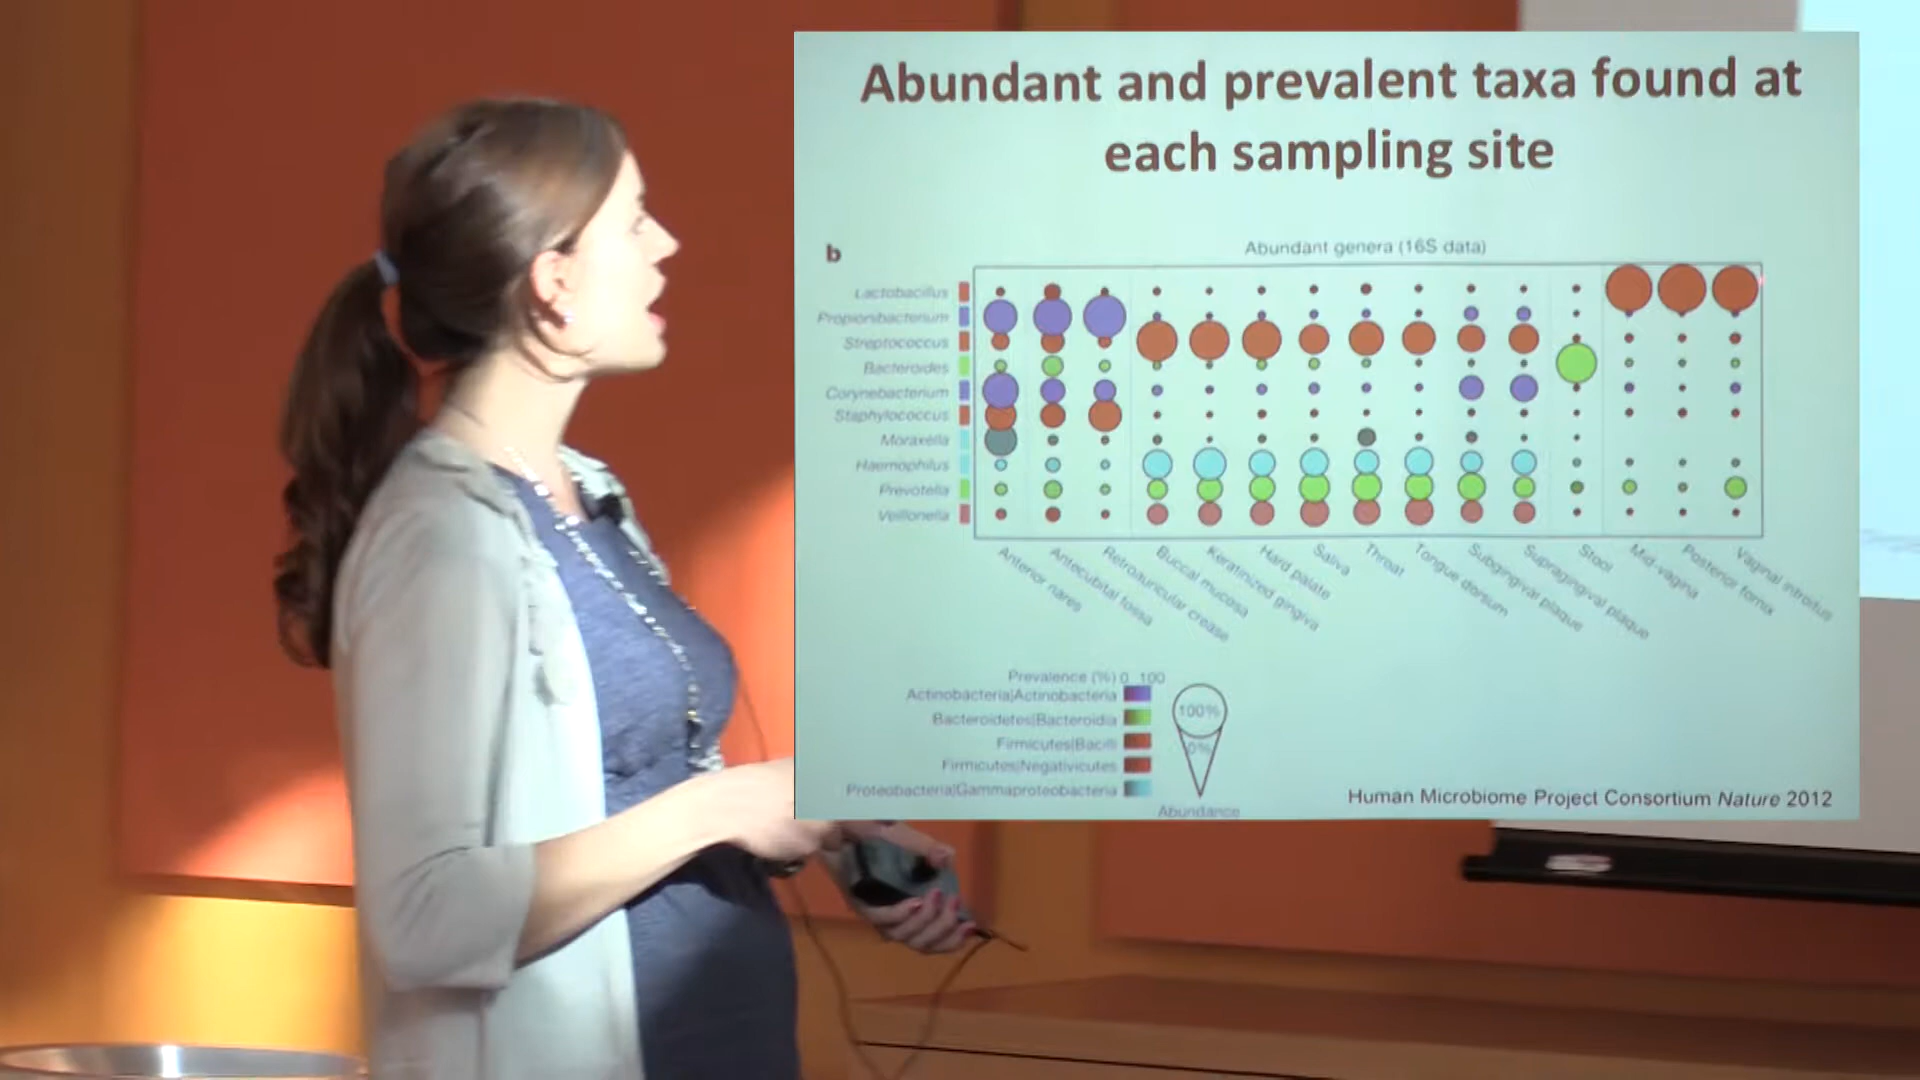 Abundant and prevalent taxa found at
each sampling site
b
Abundant genera (16S data)
Lactobacillus
Propionibacterium
Streptococcus
Bacteroides
Corynebacterium
Staphylococcus
Moraxella
Haemophilus
Prevotella
Veillonella
Anterior nares
Antecubital fossa
Retroauricular crease
Buccal mucosa
Keratinized gingiva
Hard palate
Saliva
Throat
Tongue dorsum
Subgingival plaque
Supragingival plaque
Stool
Mid-vagina
Posterior fornix
Vaginal introitus
Prevalence (%) 0 100
Actinobacteria|Actinobacteria
Bacteroidetes|Bacteroidia
Firmicutes|Bacilli
Firmicutes|Negativicutes
Proteobacteria|Gammaproteobacteria
100%
0%
Abundance
Human Microbiome Project Consortium Nature 2012